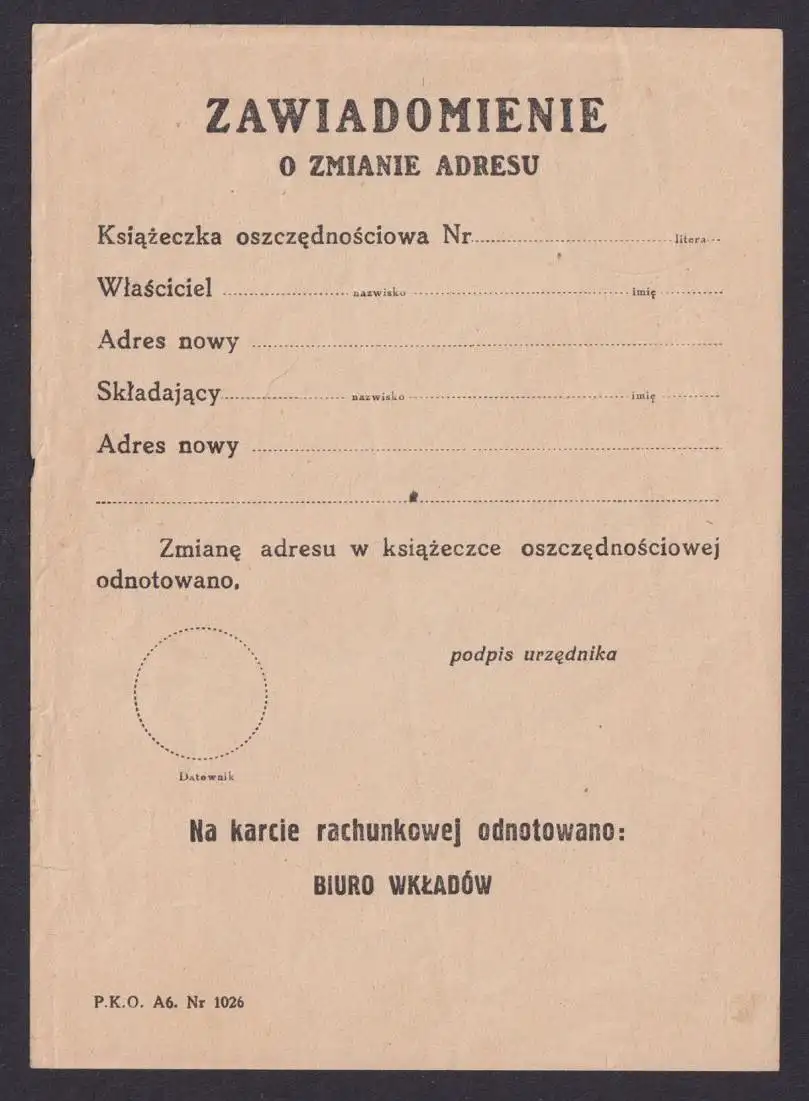 ZAWIADOMIENIE
O ZMIANIE ADRESU
Książeczka oszczędnościowa Nr litera
Właściciel nazwisko imię
Adres nowy
Składający nazwisko imię
Adres nowy
Zmianę adresu w książeczce oszczędnościowej
odnotowano.
podpis urzędnika
Datownik
Na karcie rachunkowej odnotowano:
BIURO WKŁADÓW
P.K.O. A6. Nr 1026